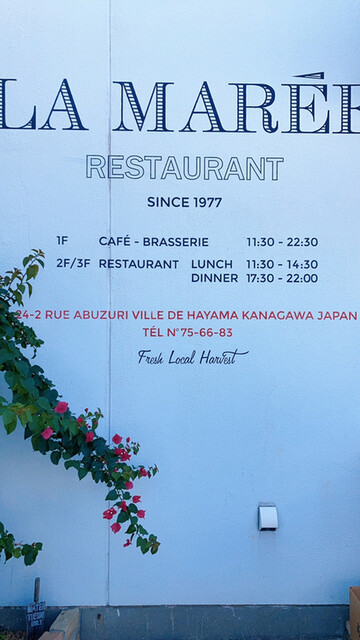 LA MARÉE
RESTAURANT
SINCE 1977
1F CAFÉ - BRASSERIE 11:30 - 22:30
2F/3F RESTAURANT LUNCH 11:30 - 14:30
DINNER 17:30 - 22:00
24-2 RUE ABUZURI VILLE DE HAYAMA KANAGAWA JAPAN
TÉL N° 75-66-83
Fresh Local Harvest